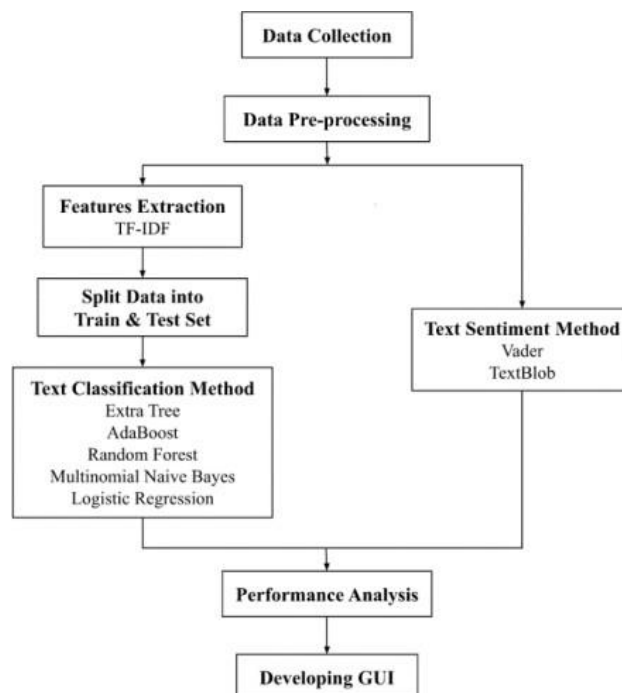 Data Collection
Data Pre-processing
Features Extraction
TF-IDF
Split Data into
Train & Test Set
Text Classification Method
Extra Tree
AdaBoost
Random Forest
Multinomial Naive Bayes
Logistic Regression
Text Sentiment Method
Vader
TextBlob
Performance Analysis
Developing GUI